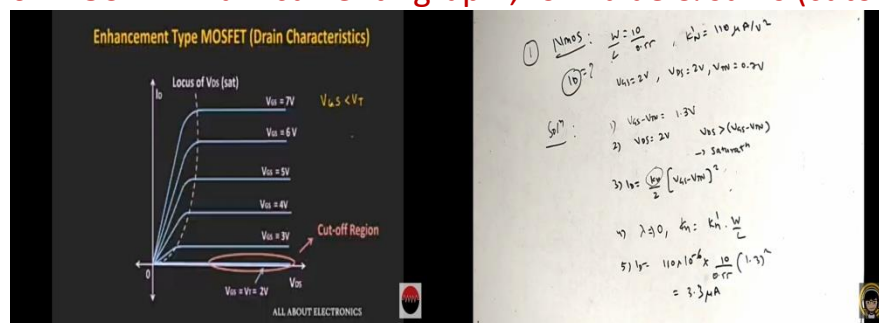 Enhancement Type MOSFET (Drain Characteristics)
Locus of VDS (sat)
ID
VGS = 7V
VGS < VT
VGS = 6V
VGS = 5V
VGS = 4V
VGS = 3V
Cut-off Region
0
VDS
VGS = VT = 2V
ALL ABOUT ELECTRONICS
① Nmos: W/L = 10/0.55, K'N = 110 μA/V²
ID = ? VGS = 2V, VDS = 2V, VTN = 0.7V
Solⁿ: 1) VGS-VTN = 1.3V
2) VDS = 2V VDS > (VGS-VTN)
→ Saturatⁿ
3) ID = kn/2 [VGS-VTN]²
4) λ=0, kn = kn' . W/L
5) ID = 110×10⁻⁶ × 10/0.55 (1.3)²
= 3.3 μA